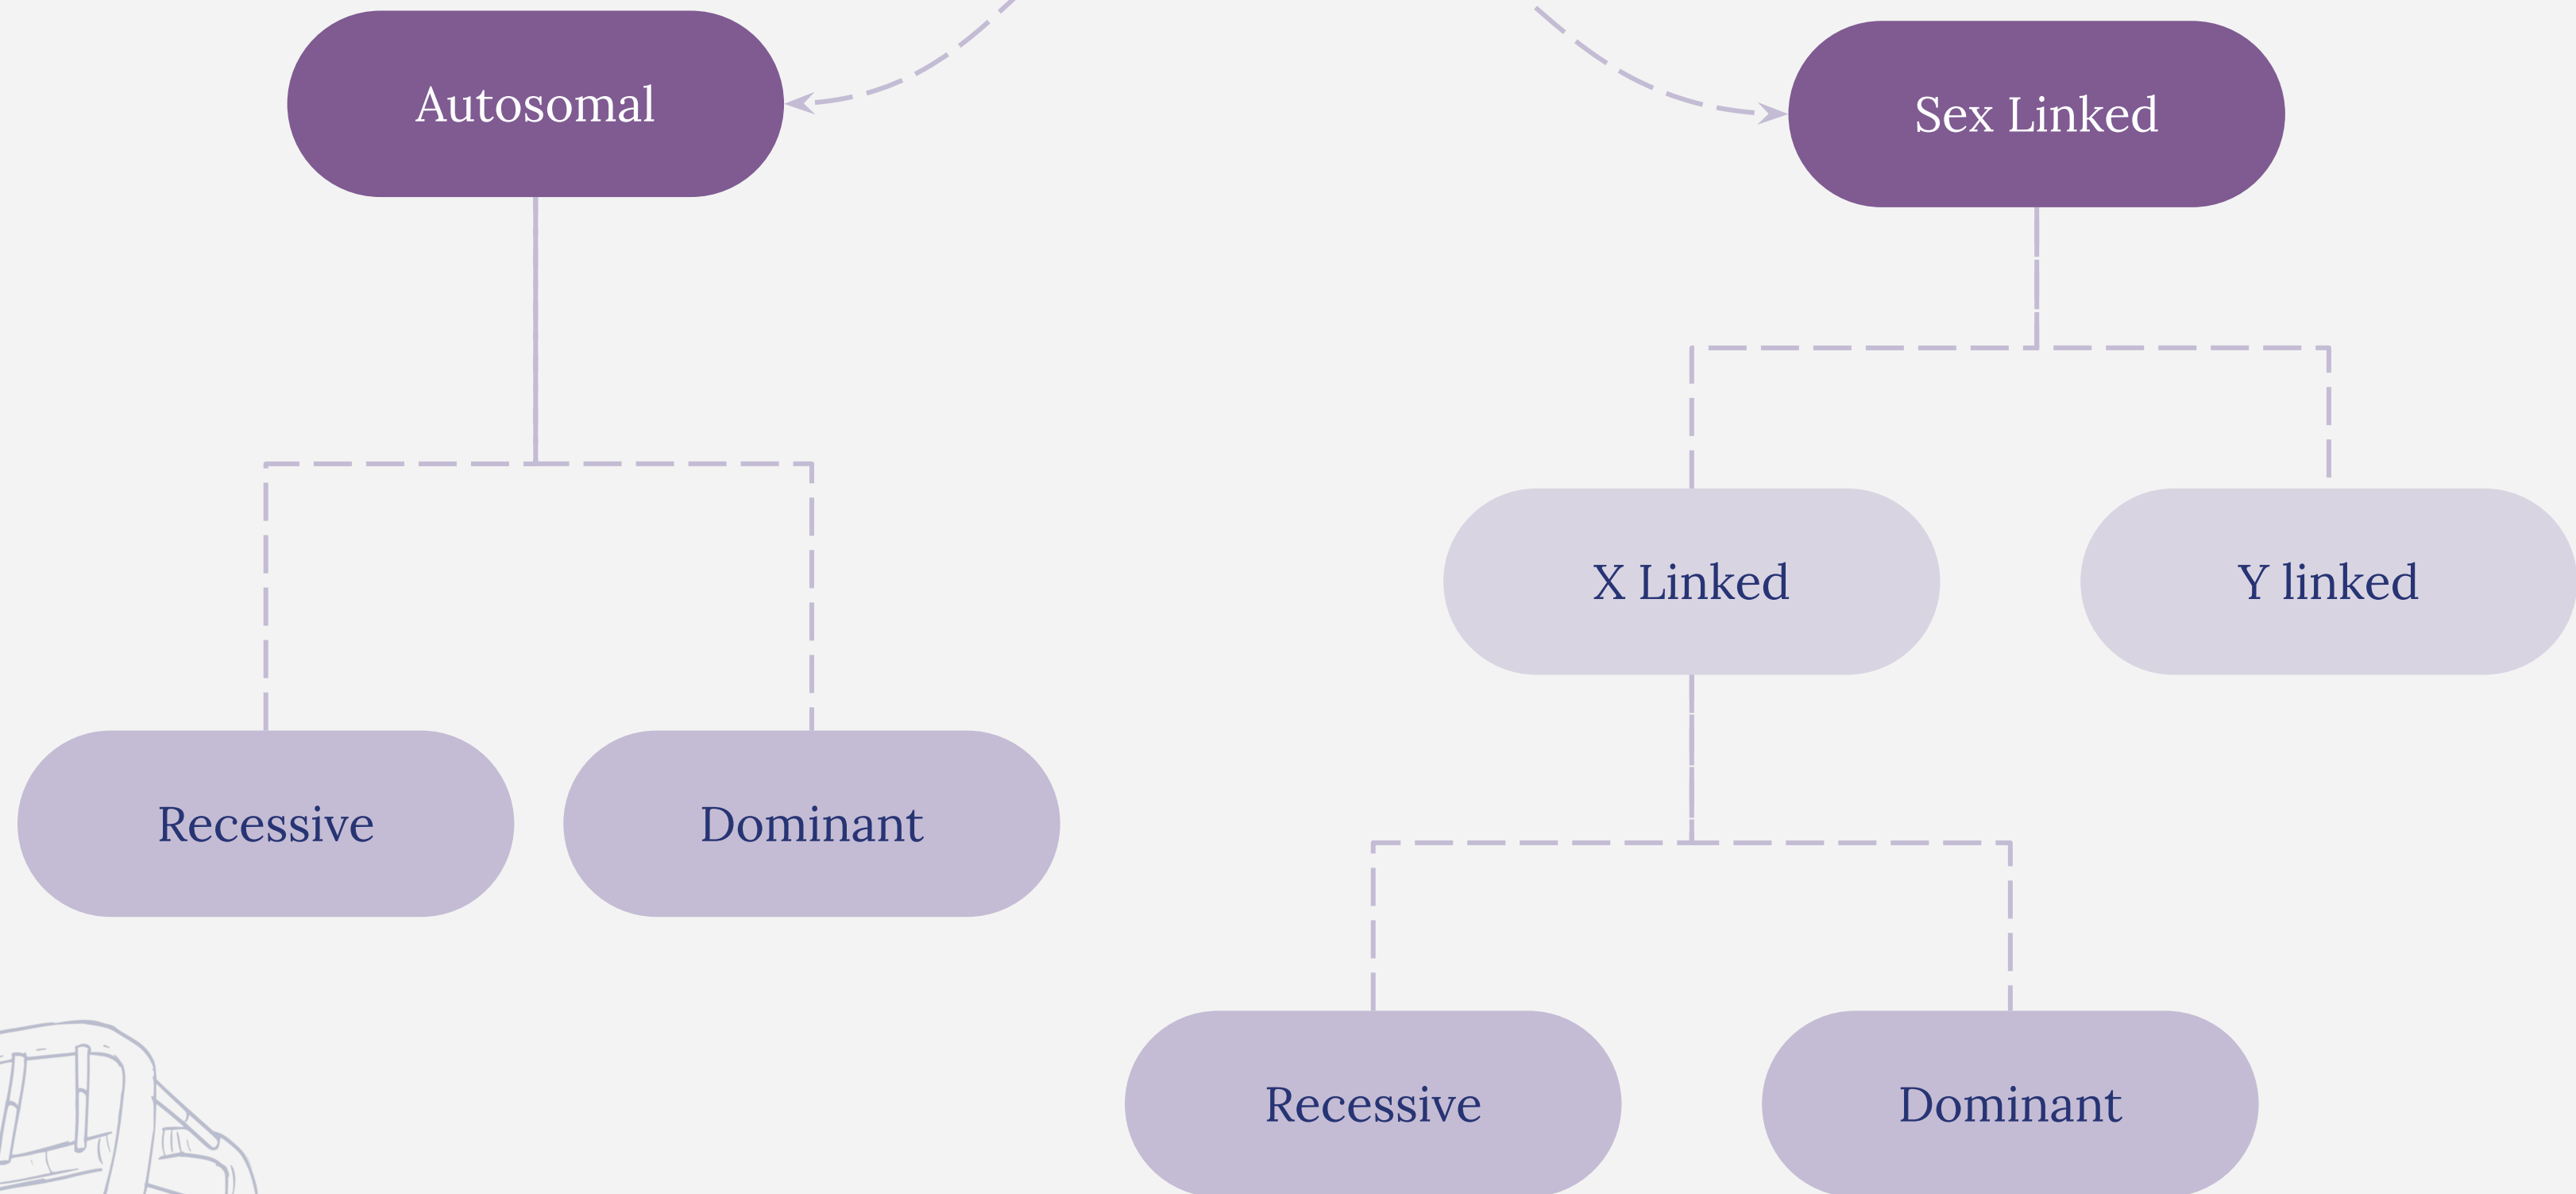 Autosomal
Sex Linked
X Linked
Y linked
Recessive
Dominant
Recessive
Dominant